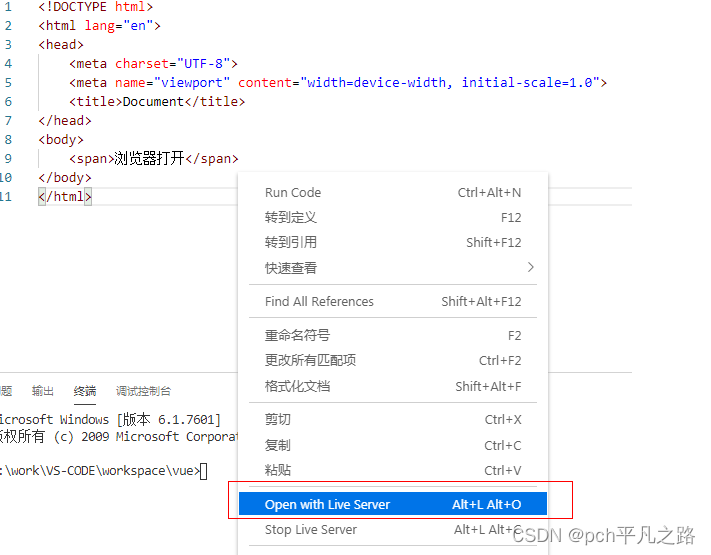 1 <!DOCTYPE html>
2 <html lang="en">
3 <head>
4 <meta charset="UTF-8">
5 <meta name="viewport" content="width=device-width, initial-scale=1.0">
6 <title>Document</title>
7 </head>
8 <body>
9 <span>浏览器打开</span>
10 </body>
11 </html>
Run Code Ctrl+Alt+N
转到定义 F12
转到引用 Shift+F12
快速查看
Find All References Shift+Alt+F12
重命名符号 F2
更改所有匹配项 Ctrl+F2
格式化文档 Shift+Alt+F
剪切 Ctrl+X
复制 Ctrl+C
粘贴 Ctrl+V
Open with Live Server Alt+L Alt+O
Stop Live Server Alt+L Alt+C
题 输出 终端 调试控制台
icrosoft Windows [版本 6.1.7601]
权所有 (c) 2009 Microsoft Corporat
:\work\VS-CODE\workspace\vue>
CSDN @pch平凡之路